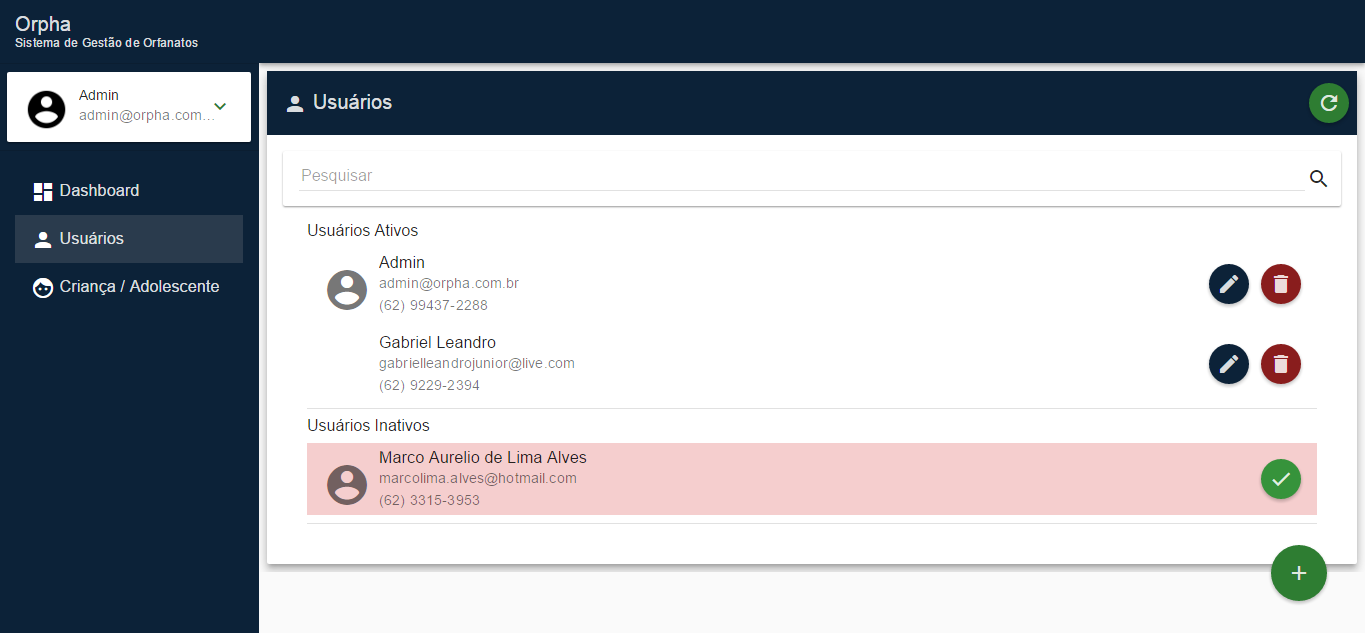 Orpha
Sistema de Gestão de Orfanatos
Admin
admin@orpha.com...
Dashboard
Usuários
Criança / Adolescente
Usuários
Pesquisar
Usuários Ativos
Admin
admin@orpha.com.br
(62) 99437-2288
Gabriel Leandro
gabrielleandrojunior@live.com
(62) 9229-2394
Usuários Inativos
Marco Aurelio de Lima Alves
marcolima.alves@hotmail.com
(62) 3315-3953